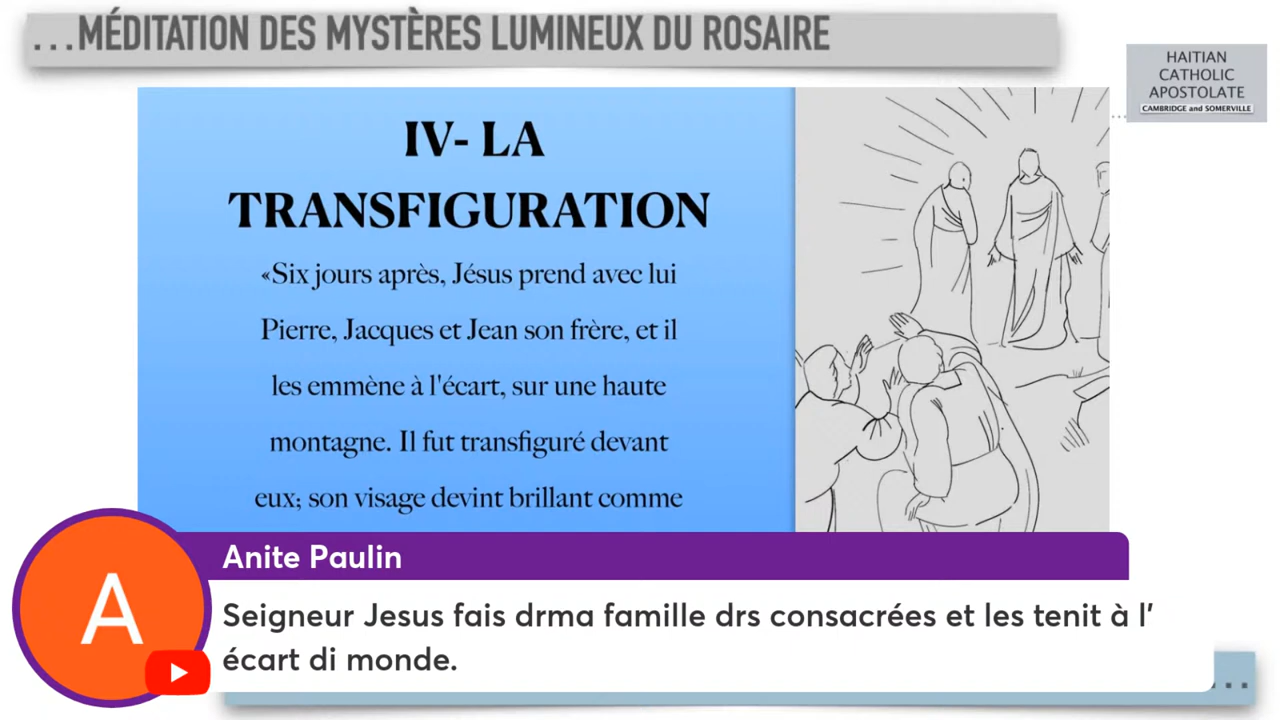 ...MÉDITATION DES MYSTÈRES LUMINEUX DU ROSAIRE
HAITIAN
CATHOLIC
APOSTOLATE
CAMBRIDGE and SOMERVILLE
IV- LA
TRANSFIGURATION
«Six jours après, Jésus prend avec lui
Pierre, Jacques et Jean son frère, et il
les emmène à l'écart, sur une haute
montagne. Il fut transfiguré devant
eux; son visage devint brillant comme
A
Anite Paulin
Seigneur Jesus fais drma famille drs consacrées et les tenit à l'
écart di monde.